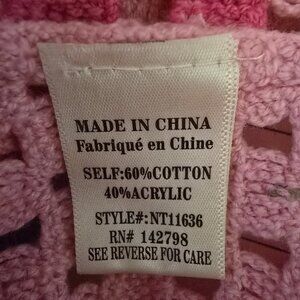 MADE IN CHINA
Fabriqué en Chine
SELF:60%COTTON
40%ACRYLIC
STYLE#:NT11636
RN# 142798
SEE REVERSE FOR CARE